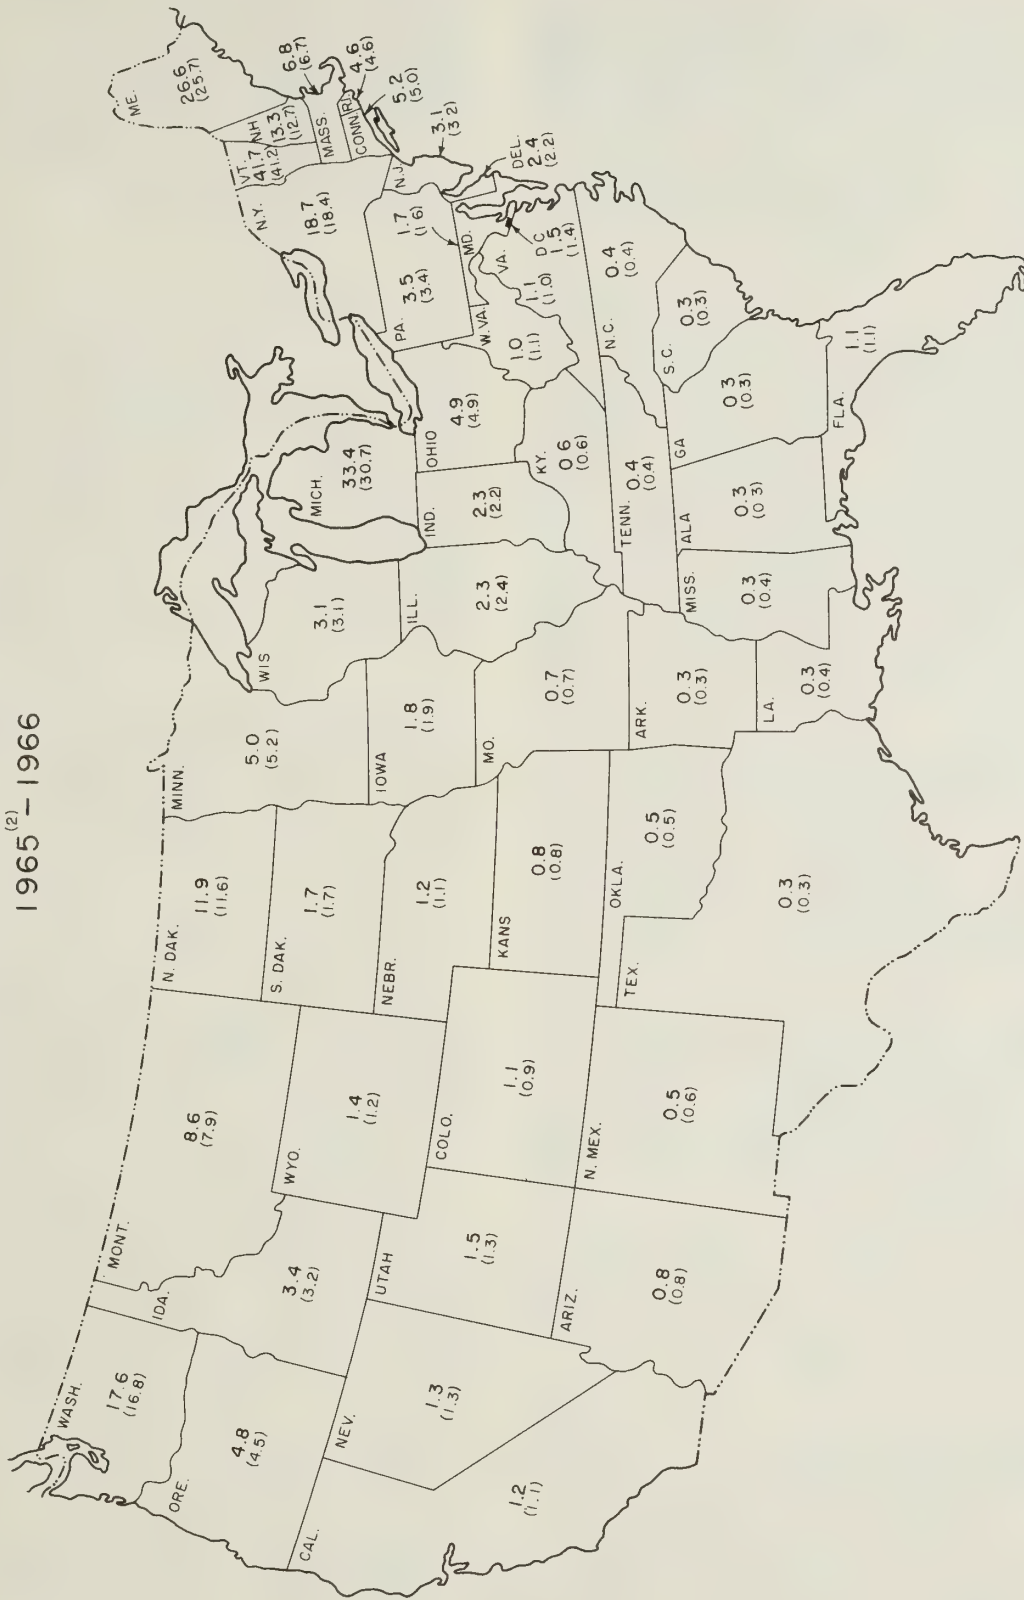 1965(2) – 1966
WASH.
17.6
(16.8)
ORE.
4.8
(4.5)
CAL.
1.2
(1.1)
NEV.
1.3
(1.3)
IDA.
3.4
(3.2)
MONT.
8.6
(7.9)
WYO.
1.4
(1.2)
UTAH
1.5
(1.3)
COLO.
1.1
(0.9)
ARIZ.
0.8
(0.8)
N. MEX.
0.5
(0.6)
N. DAK.
11.9
(11.6)
S. DAK.
1.7
(1.7)
NEBR.
1.2
(1.1)
KANS
0.8
(0.8)
OKLA.
0.5
(0.5)
TEX.
0.3
(0.3)
MINN.
5.0
(5.2)
IOWA
1.8
(1.9)
MO.
0.7
(0.7)
ARK.
0.3
(0.3)
LA.
0.3
(0.4)
WIS
3.1
(3.1)
ILL.
2.3
(2.4)
MICH.
33.4
(30.7)
IND.
2.3
(2.2)
OHIO
4.9
(4.9)
KY.
0.6
(0.6)
TENN.
0.4
(0.4)
MISS.
0.3
(0.4)
ALA
0.3
(0.3)
GA
0.3
(0.3)
FLA.
1.1
(1.1)
S.C.
0.3
(0.3)
N.C.
0.4
(0.4)
VA.
1.1
(1.0)
W.VA.
1.0
(1.1)
PA.
3.5
(3.4)
MD.
1.7
(1.6)
D C
1.5
(1.4)
DEL.
2.4
(2.2)
N.J.
3.1
(3.2)
N.Y.
18.7
(18.4)
CONN
5.2
(5.0)
R.I.
4.6
(4.6)
MASS.
6.8
(6.7)
VT.
41.7
(41.2)
NH
13.3
(12.7)
ME.
26.6
(25.7)